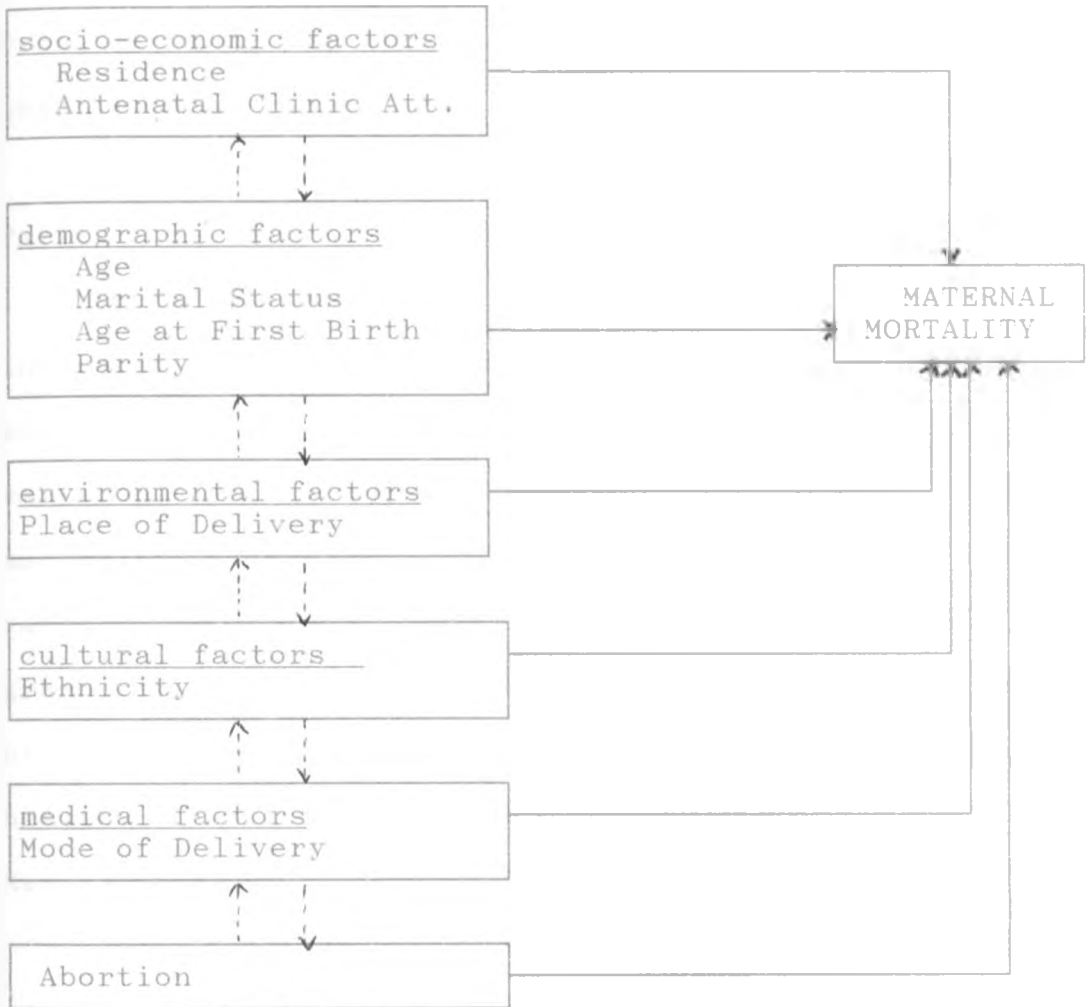 socio-economic factors
Residence
Antenatal Clinic Att.
demographic factors
Age
Marital Status
Age at First Birth
Parity
MATERNAL
MORTALITY
environmental factors
Place of Delivery
cultural factors
Ethnicity
medical factors
Mode of Delivery
Abortion